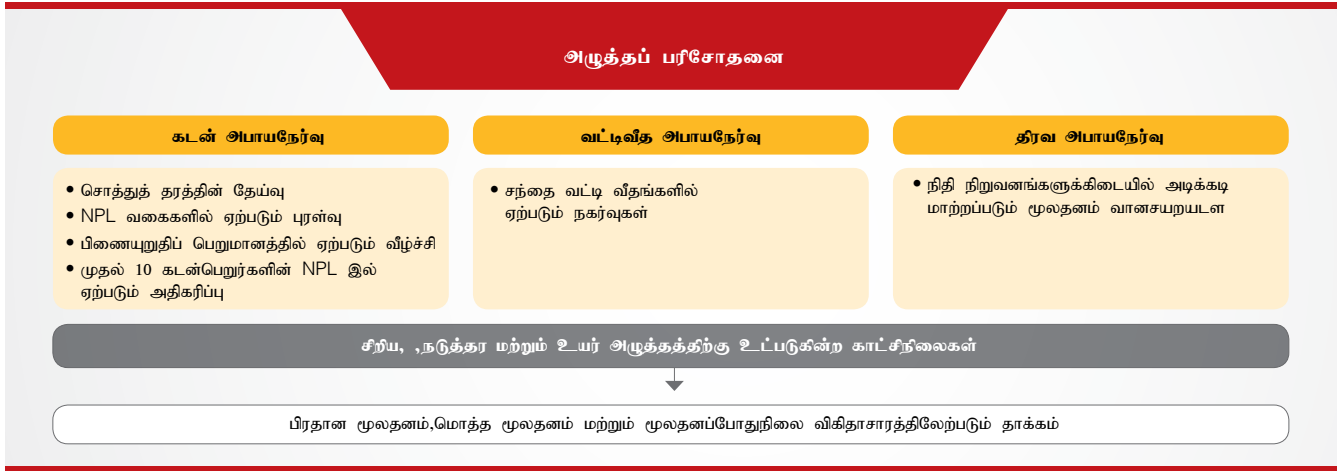 அழுத்தப் பரிசோதனை
கடன் அபாயநேர்வு
• சொத்துத் தரத்தின் தேய்வு
• NPL வகைகளில் ஏற்படும் புரள்வு
• பிணையுறுதிப் பெறுமானத்தில் ஏற்படும் வீழ்ச்சி
• முதல் 10 கடன்பெறுர்களின் NPL இல்
ஏற்படும் அதிகரிப்பு
வட்டிவீத அபாயநேர்வு
• சந்தை வட்டி வீதங்களில்
ஏற்படும் நகர்வுகள்
திரவ அபாயநேர்வு
• நிதி நிறுவனங்களுக்கிடையில் அடிக்கடி
மாற்றப்படும் மூலதனம் வானசயறயடள
சிறிய, ,நடுத்தர மற்றும் உயர் அழுத்தத்திற்கு உட்படுகின்ற காட்சிநிலைகள்
பிரதான மூலதனம்,மொத்த மூலதனம் மற்றும் மூலதனப்போதுநிலை விகிதாசாரத்திலேற்படும் தாக்கம்